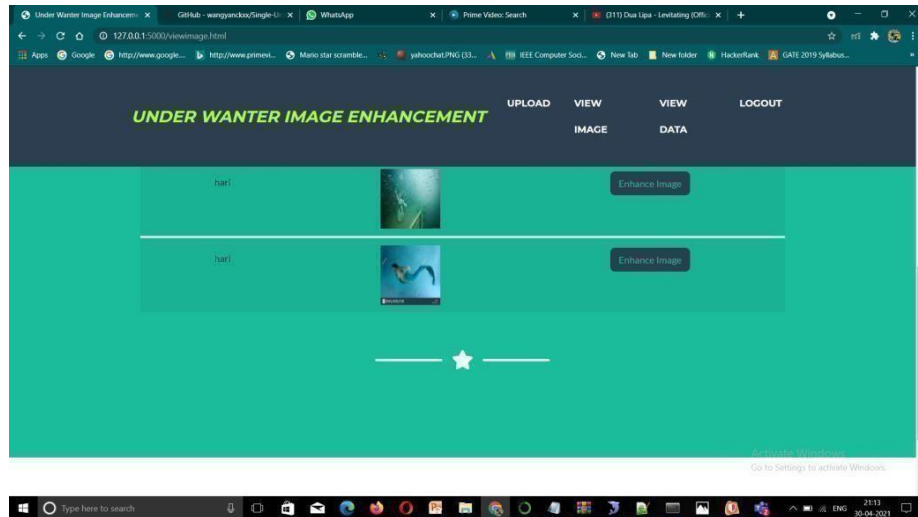 Under Wanter Image Enhanceme
GitHub - wangyanckxx/Single-Un
WhatsApp
Prime Video: Search
(311) Dua Lipa - Levitating (Offic
127.0.0.1:5000/viewimage.html
Apps Google http://www.google.... http://www.primevi... Mario star scramble... yahoochat.PNG (33... IEEE Computer Soci... New Tab New folder HackerRank GATE 2019 Syllabus...
UNDER WANTER IMAGE ENHANCEMENT
UPLOAD
VIEW IMAGE
VIEW DATA
LOGOUT
hari
Enhance Image
hari
Enhance Image
Activate Windows
Go to Settings to activate Windows.
Type here to search
ENG
21:13
30-04-2021